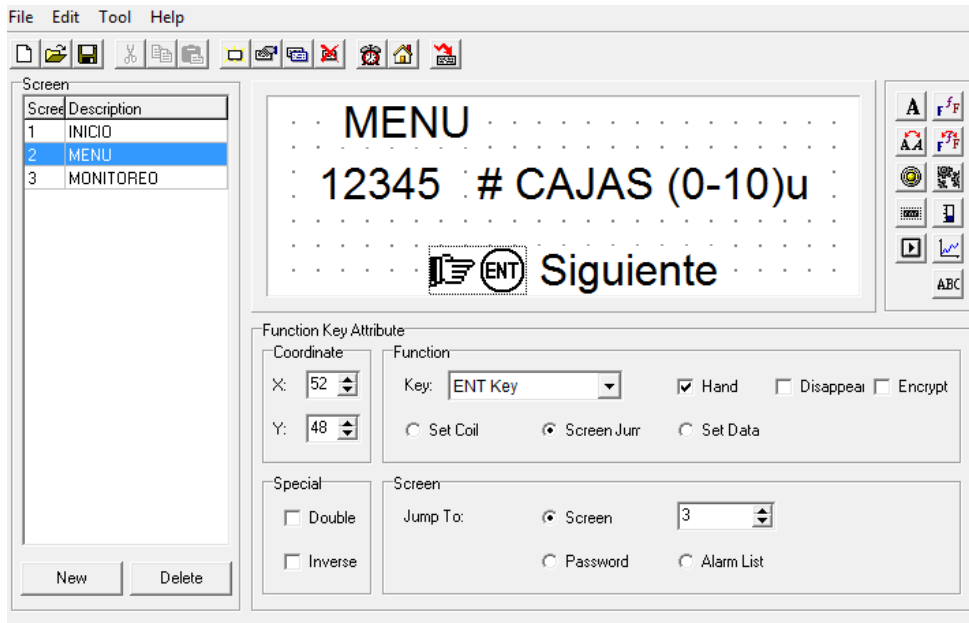 File Edit Tool Help
Screen
Scree Description
1 INICIO
2 MENU
3 MONITOREO
New Delete
MENU
12345 # CAJAS (0-10)u
ENT Siguiente
A F f F
A A F F F
ABC
Function Key Attribute
Coordinate
X: 52
Y: 48
Function
Key: ENT Key Hand Disappear Encrypt
Set Coil Screen Jum Set Data
Special
Double
Inverse
Screen
Jump To: Screen 3
Password Alarm List